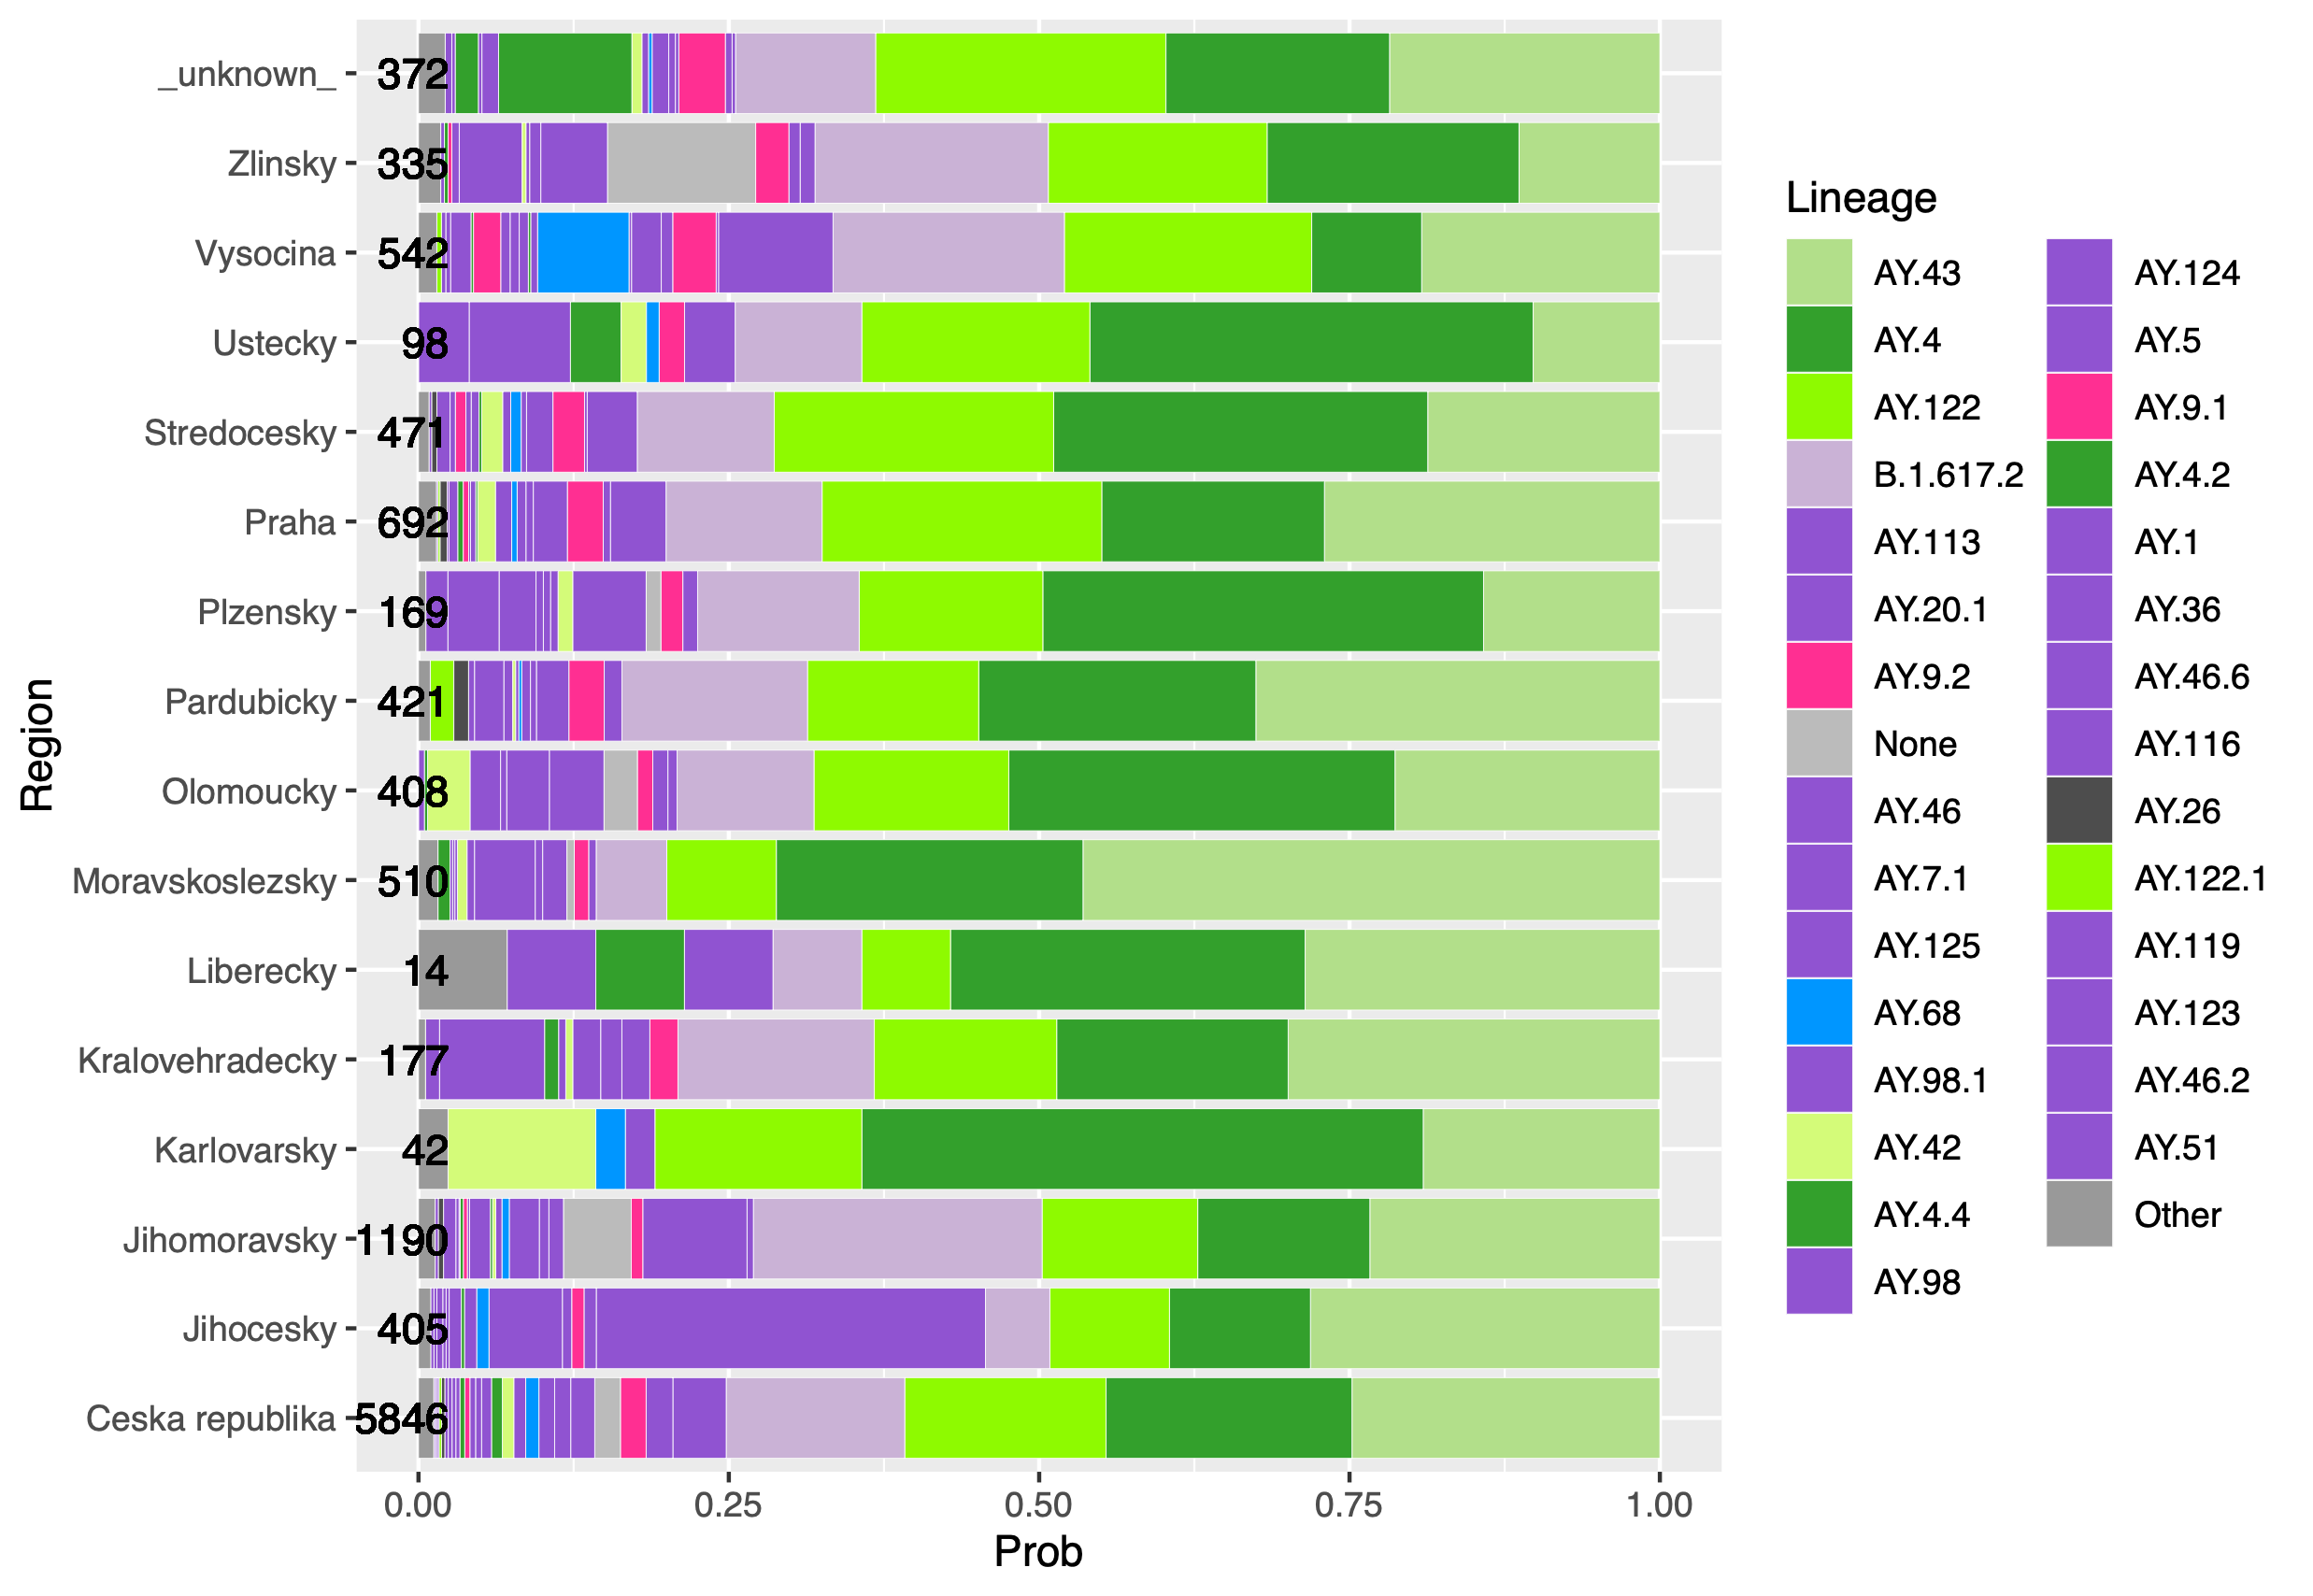 Region
_unknown_ 372
Zlinsky 335
Vysocina 542
Ustecky 98
Stredocesky 471
Praha 692
Plzensky 169
Pardubicky 421
Olomoucky 408
Moravskoslezsky 510
Liberecky 14
Kralovehradecky 177
Karlovarsky 42
Jihomoravsky 1190
Jihocesky 405
Ceska republika 5846
0.00 0.25 0.50 0.75 1.00
Prob
Lineage
AY.43
AY.4
AY.122
B.1.617.2
AY.113
AY.20.1
AY.9.2
None
AY.46
AY.7.1
AY.125
AY.68
AY.98.1
AY.42
AY.4.4
AY.98
AY.124
AY.5
AY.9.1
AY.4.2
AY.1
AY.36
AY.46.6
AY.116
AY.26
AY.122.1
AY.119
AY.123
AY.46.2
AY.51
Other